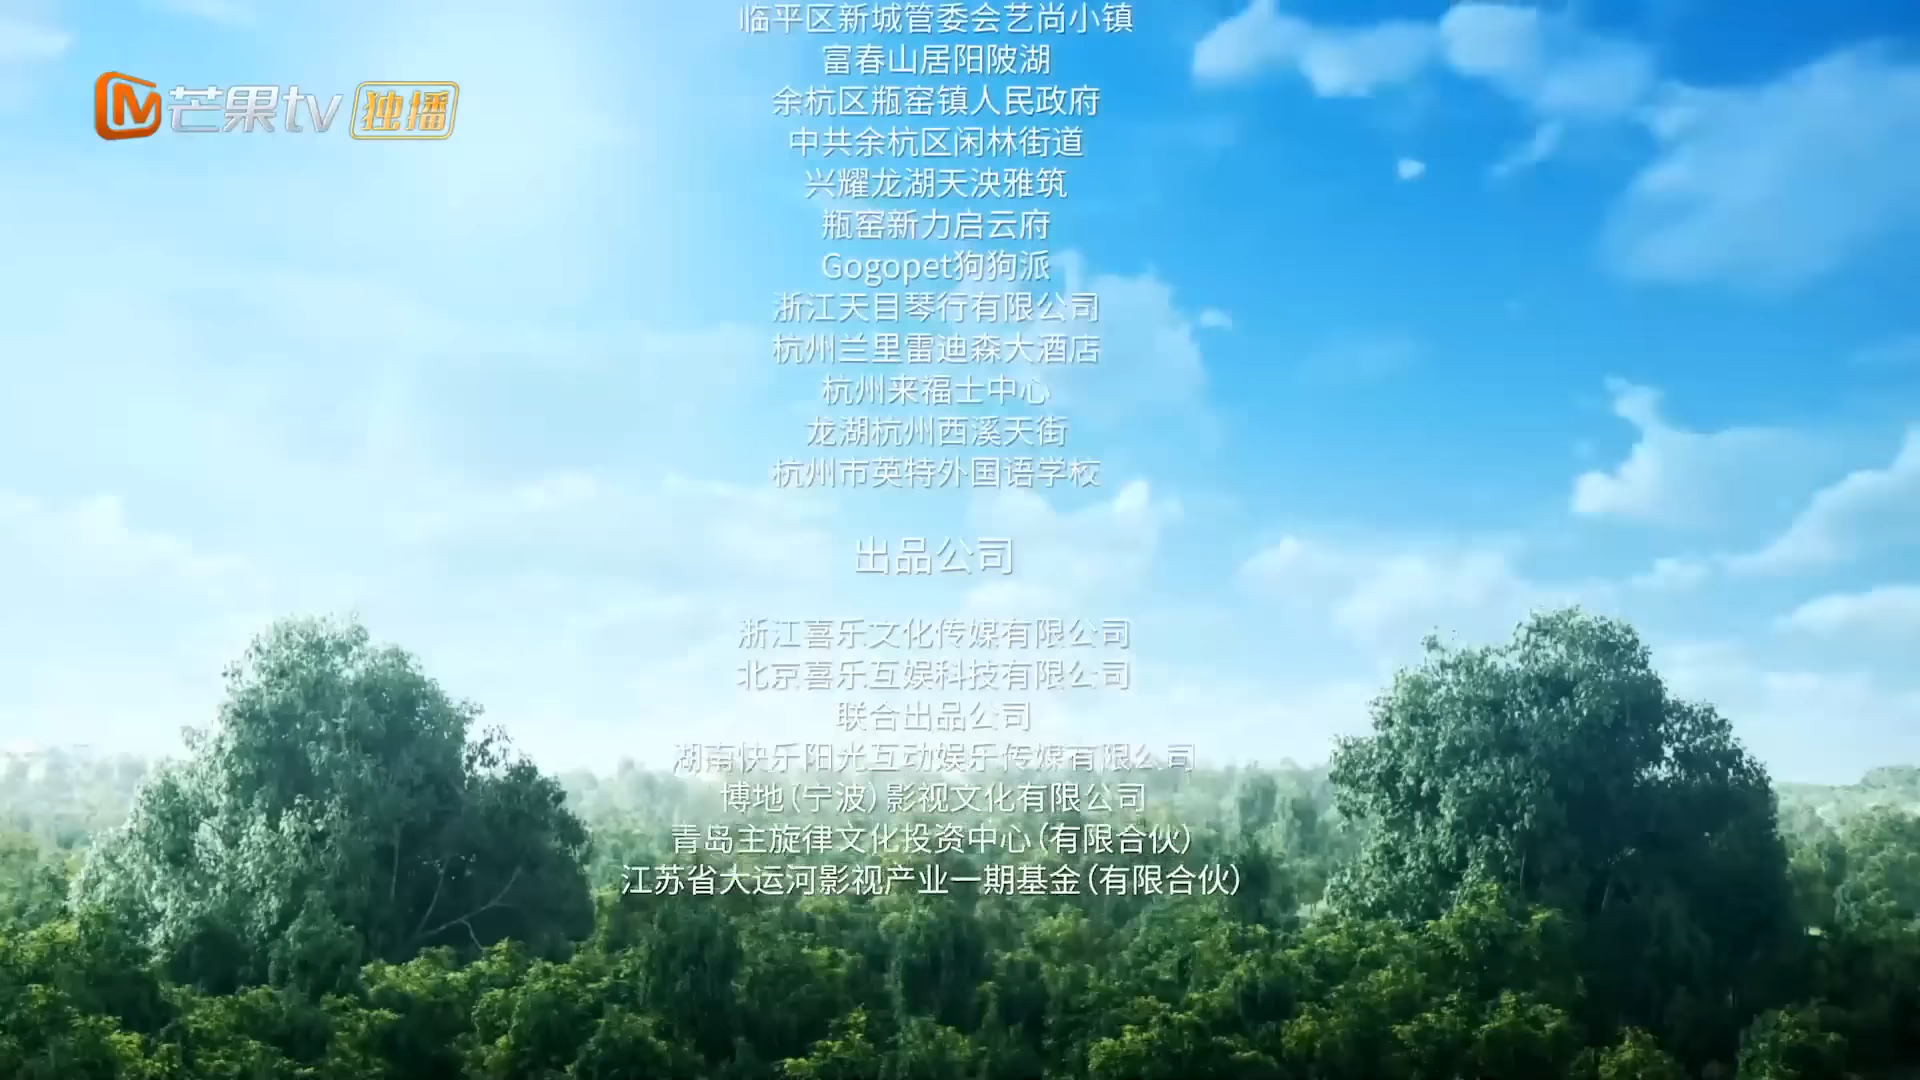 临平区新城管委会艺尚小镇
富春山居阳陂湖
芒果tv 独播
余杭区瓶窑镇人民政府
中共余杭区闲林街道
兴耀龙湖天泱雅筑
瓶窑新力启云府
Gogopet狗狗派
浙江天目琴行有限公司
杭州兰里雷迪森大酒店
杭州来福士中心
龙湖杭州西溪天街
杭州市英特外国语学校
出品公司
浙江喜乐文化传媒有限公司
北京喜乐互娱科技有限公司
联合出品公司
湖南快乐阳光互动娱乐传媒有限公司
博地(宁波)影视文化有限公司
青岛主旋律文化投资中心(有限合伙)
江苏省大运河影视产业一期基金(有限合伙)